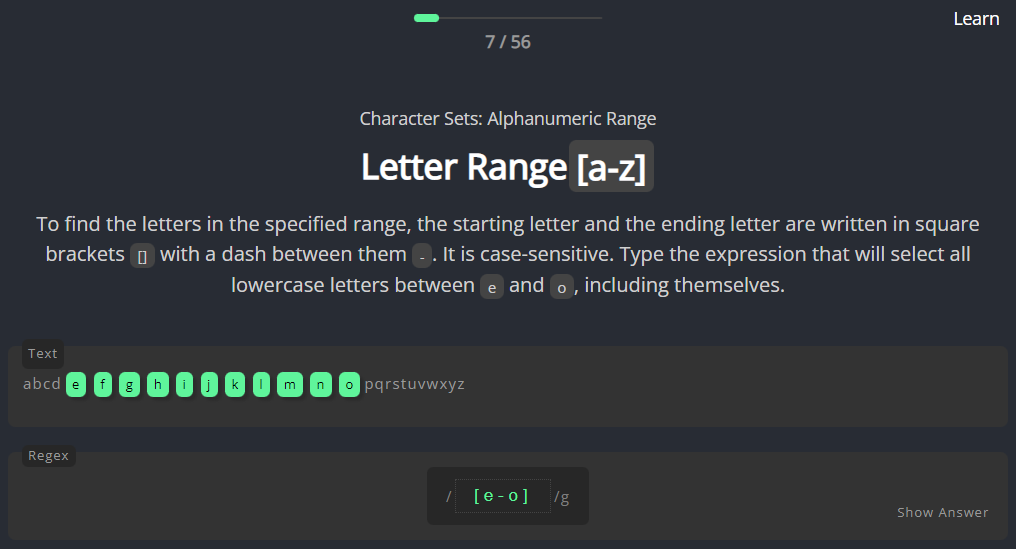 Learn
7 / 56
Character Sets: Alphanumeric Range
Letter Range [a-z]
To find the letters in the specified range, the starting letter and the ending letter are written in square
brackets [] with a dash between them -. It is case-sensitive. Type the expression that will select all
lowercase letters between e and o, including themselves.
Text
abcd e f g h i j k l m n o pqrstuvwxyz
Regex
/ [e-o] /g
Show Answer